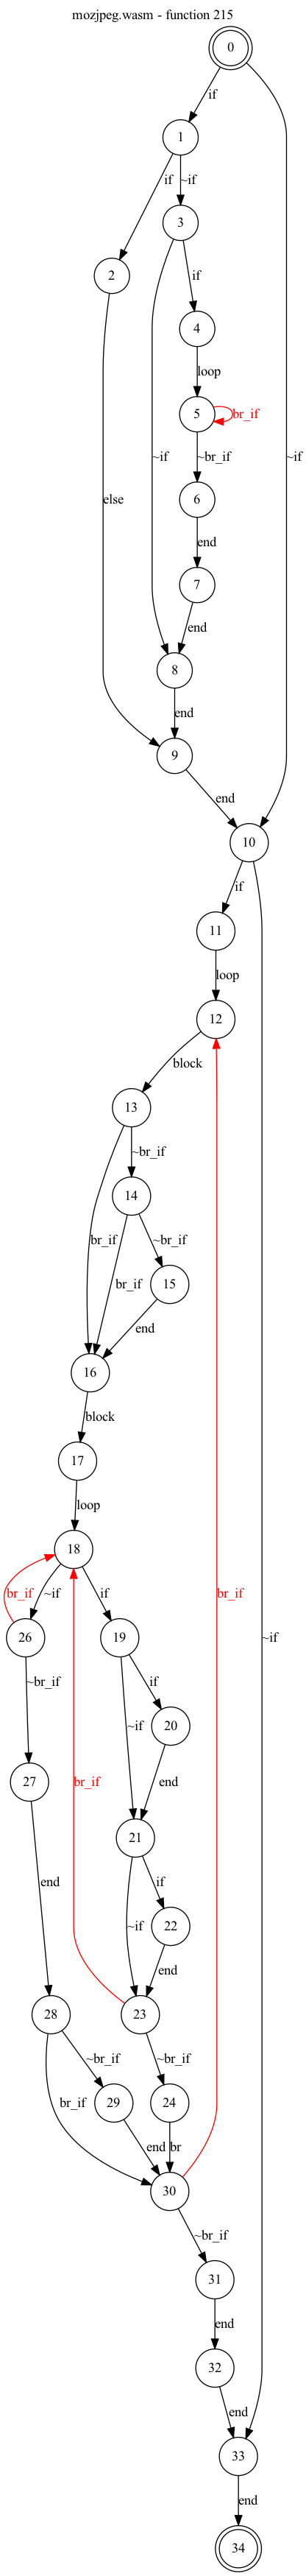 mozjpeg.wasm - function 215
0
if
1
if
~if
3
2
if
4
loop
5
br_if
~if
~br_if
~if
6
else
end
7
end
8
end
9
end
10
if
11
loop
12
block
13
~br_if
14
br_if
br_if
~br_if
15
end
16
block
17
loop
18
br_if
~if
if
br_if
26
19
~if
if
~if
~br_if
20
end
27
br_if
21
if
end
~if
22
end
28
23
~br_if
~br_if
br_if
29
24
end
br
30
~br_if
31
end
32
end
33
end
34